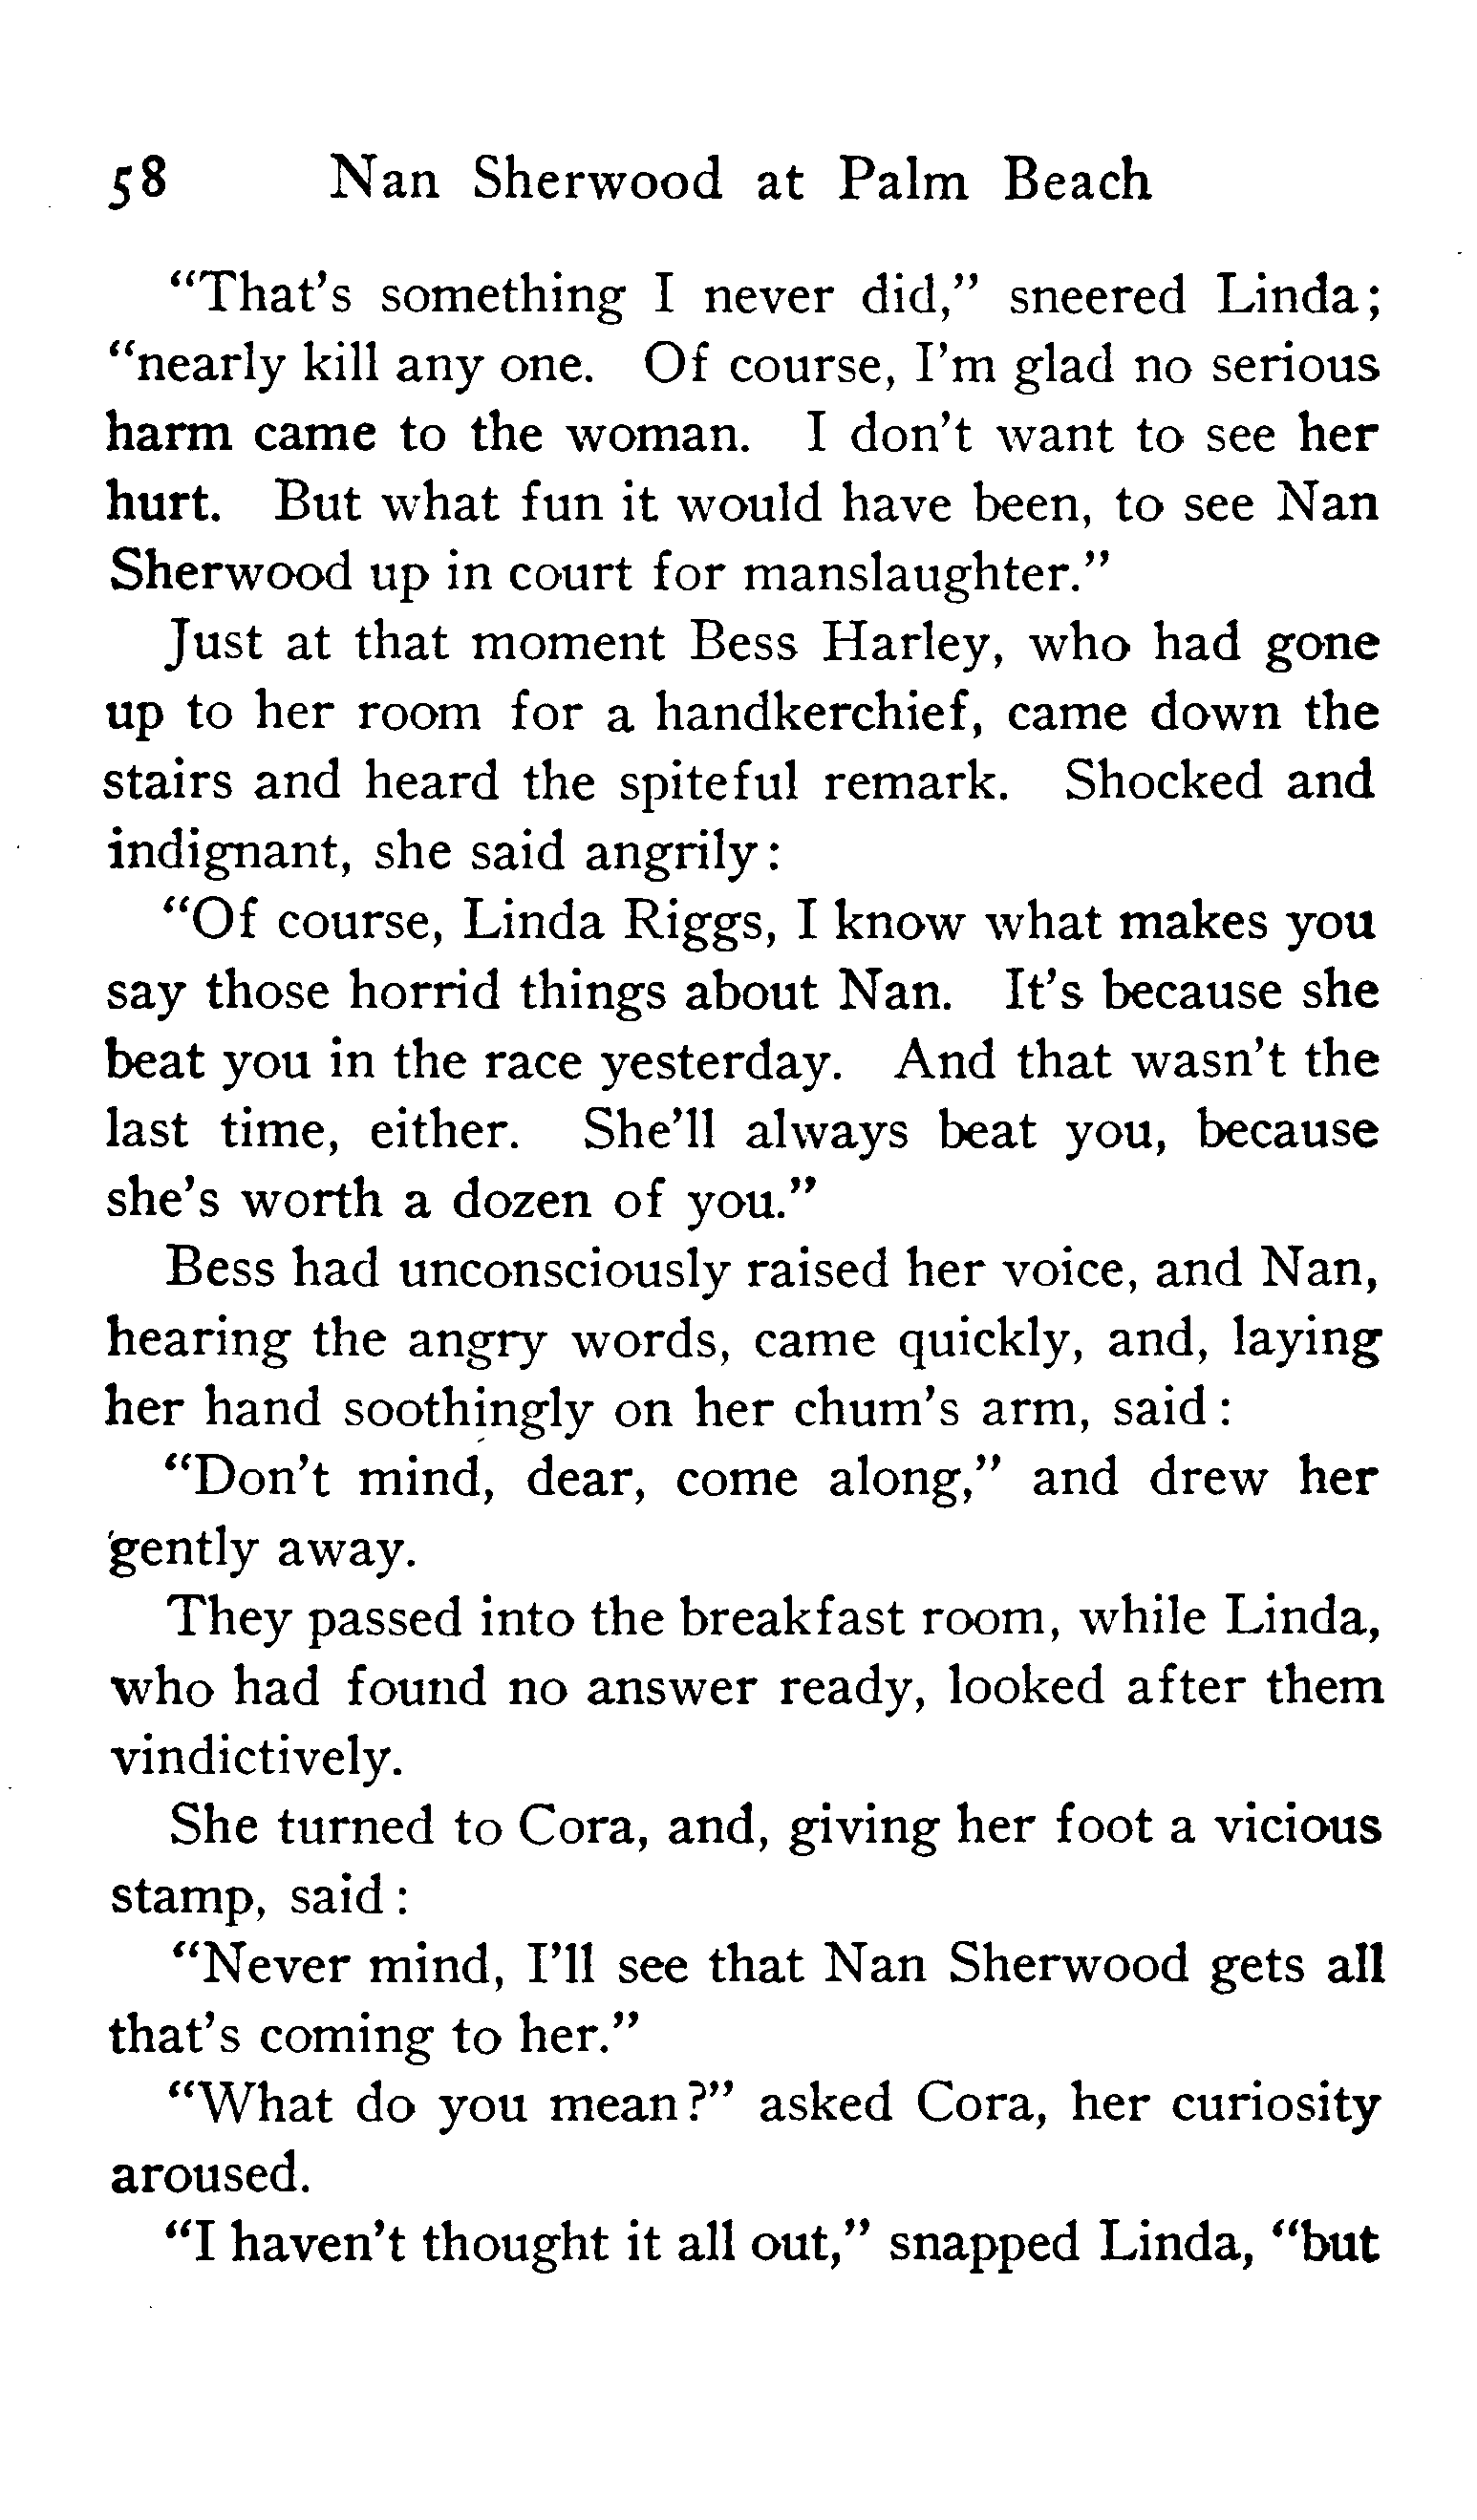 58 Nan Sherwood at Palm Beach
“That’s something I never did,” sneered Linda;
“nearly kill any one. Of course, I’m glad no serious
harm came to the woman. I don’t want to see her
hurt. But what fun it would have been, to see Nan
Sherwood up in court for manslaughter.”
Just at that moment Bess Harley, who had gone
up to her room for a handkerchief, came down the
stairs and heard the spiteful remark. Shocked and
indignant, she said angrily:
“Of course, Linda Riggs, I know what makes you
say those horrid things about Nan. It’s because she
beat you in the race yesterday. And that wasn’t the
last time, either. She’ll always beat you, because
she’s worth a dozen of you.”
Bess had unconsciously raised her voice, and Nan,
hearing the angry words, came quickly, and, laying
her hand soothingly on her chum’s arm, said:
“Don’t mind, dear, come along,” and drew her
gently away.
They passed into the breakfast room, while Linda,
who had found no answer ready, looked after them
vindictively.
She turned to Cora, and, giving her foot a vicious
stamp, said:
“Never mind, I’ll see that Nan Sherwood gets all
that’s coming to her.”
“What do you mean?” asked Cora, her curiosity
aroused.
“I haven’t thought it all out,” snapped Linda, “but